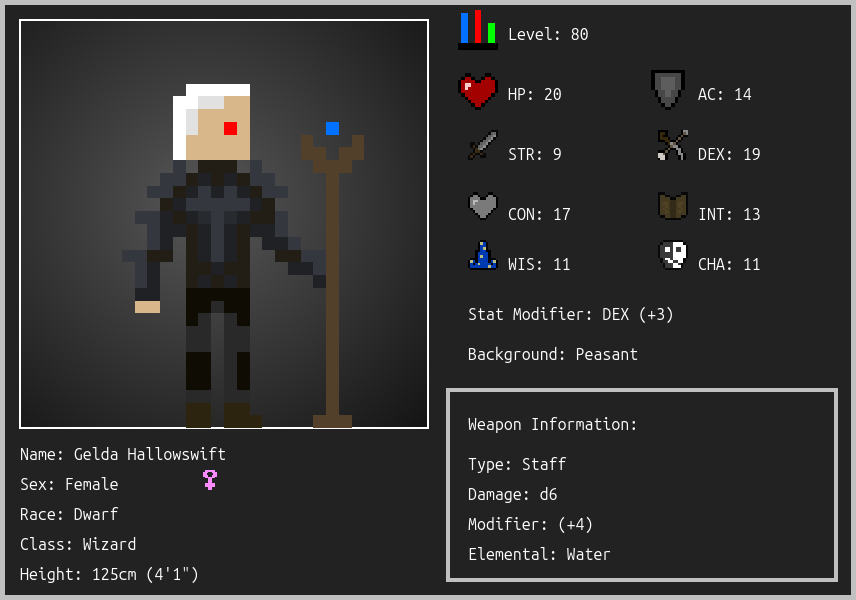 Level: 80
HP: 20
AC: 14
STR: 9
DEX: 19
CON: 17
INT: 13
WIS: 11
CHA: 11
Stat Modifier: DEX (+3)
Background: Peasant
Weapon Information:
Type: Staff
Damage: d6
Modifier: (+4)
Elemental: Water
Name: Gelda Hallowswift
Sex: Female
Race: Dwarf
Class: Wizard
Height: 125cm (4'1")